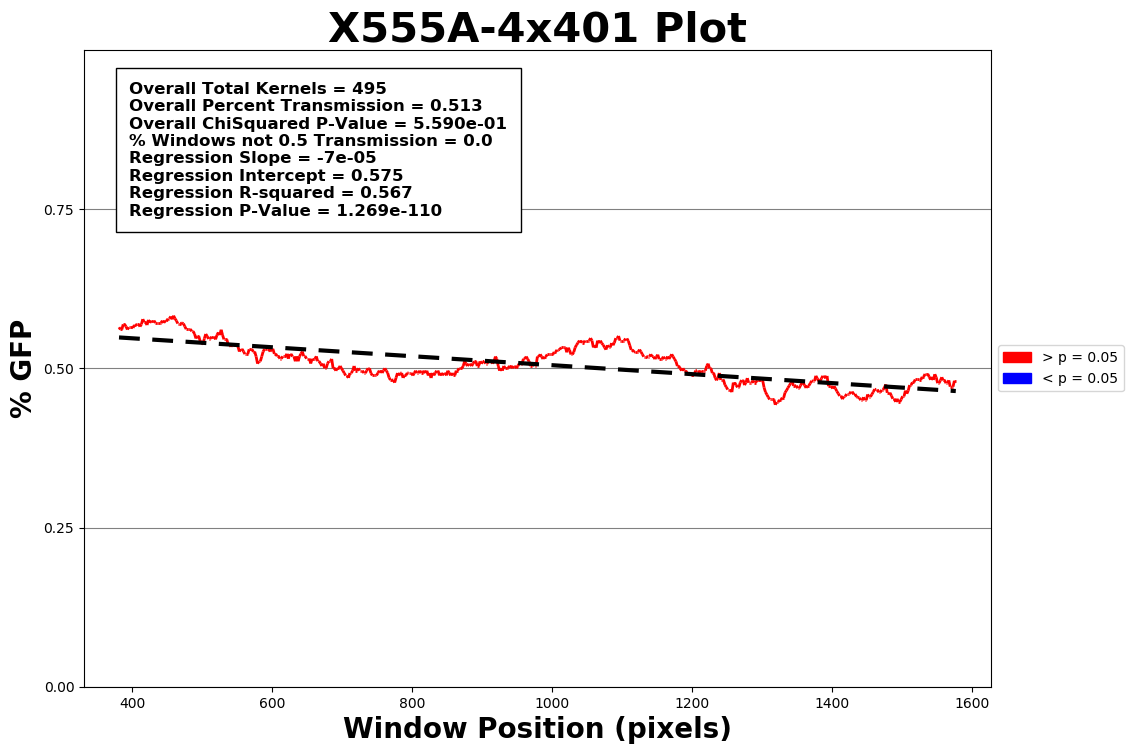 X555A-4x401 Plot
Overall Total Kernels = 495
Overall Percent Transmission = 0.513
Overall ChiSquared P-Value = 5.590e-01
% Windows not 0.5 Transmission = 0.0
Regression Slope = -7e-05
Regression Intercept = 0.575
Regression R-squared = 0.567
Regression P-Value = 1.269e-110
0.75
0.50
0.25
0.00
% GFP
> p = 0.05
< p = 0.05
400 600 800 1000 1200 1400 1600
Window Position (pixels)